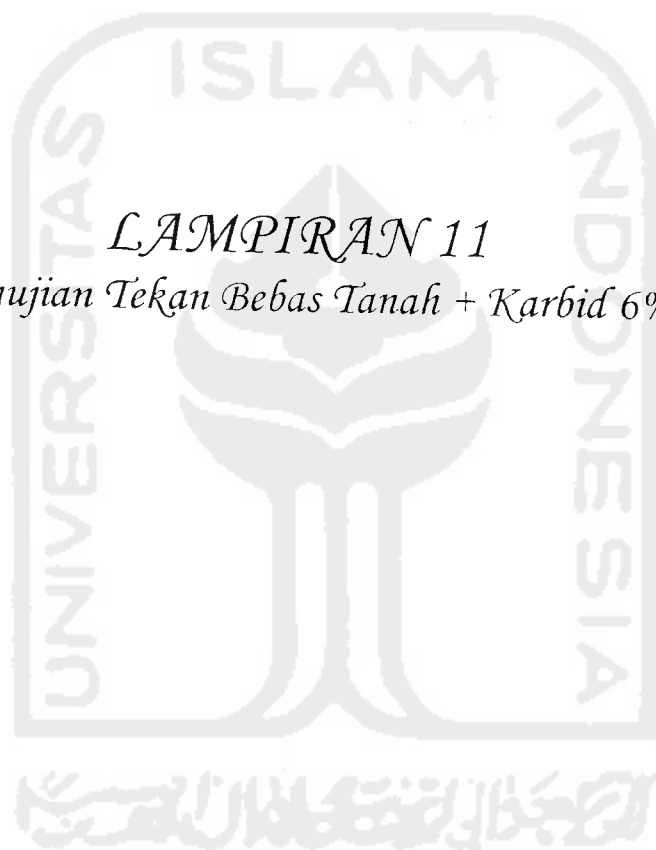 ISLAM
UNIVERSITAS
INDONESIA
LAMPIRAN 11
ujian Tekan Bebas Tanah + Karbid 6%